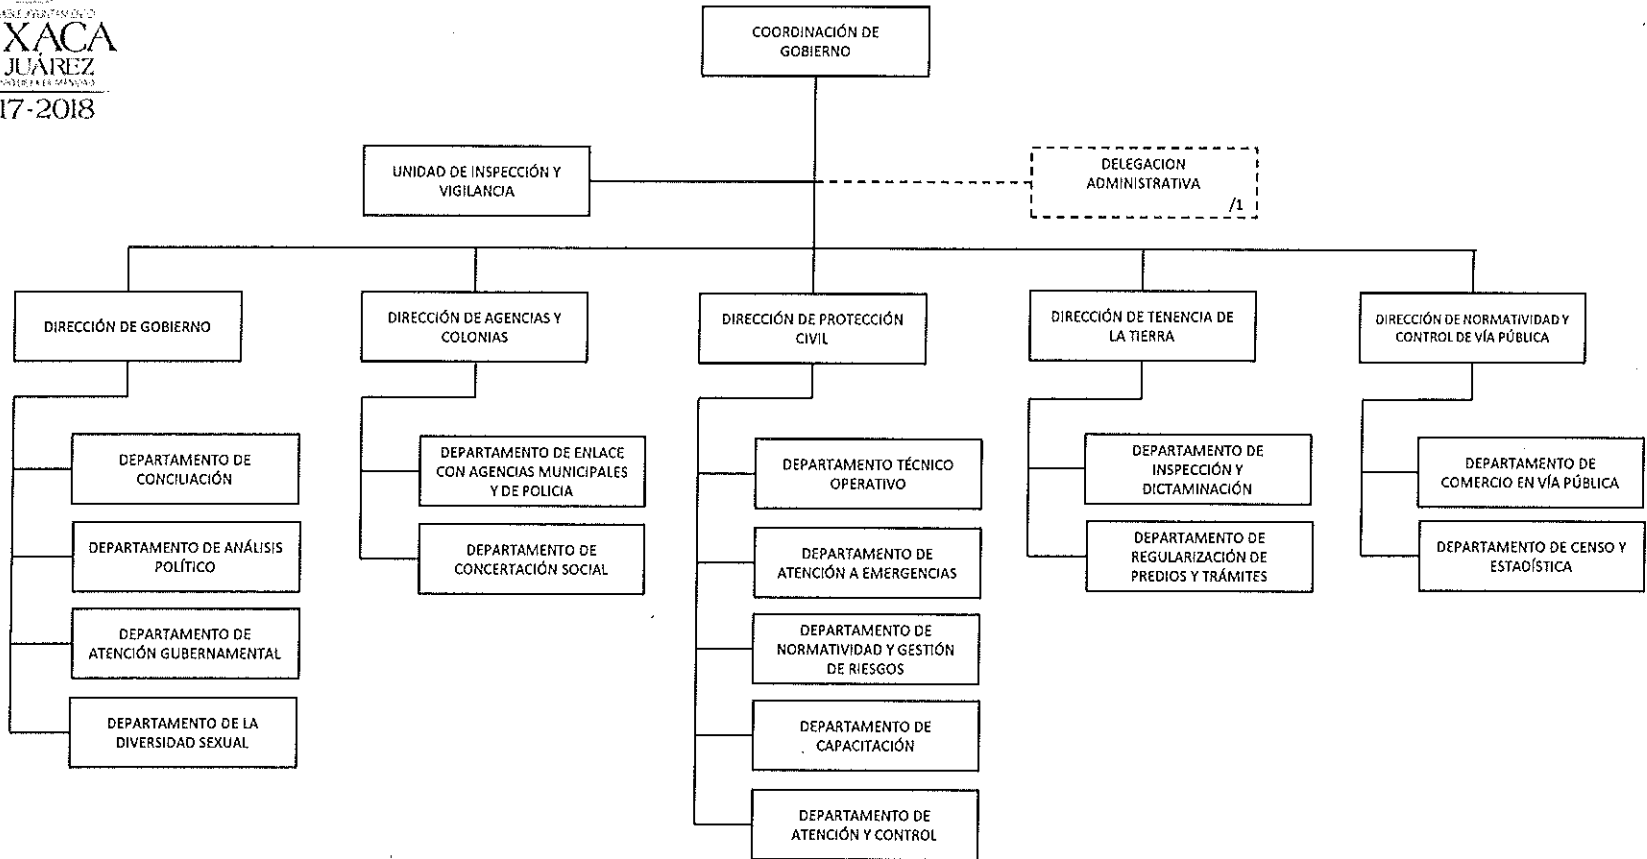 XACA
JUÁREZ
17-2018
COORDINACIÓN DE
GOBIERNO
UNIDAD DE INSPECCIÓN Y
VIGILANCIA
DELEGACION
ADMINISTRATIVA
/1
DIRECCIÓN DE GOBIERNO
DIRECCIÓN DE AGENCIAS Y
COLONIAS
DIRECCIÓN DE PROTECCIÓN
CIVIL
DIRECCIÓN DE TENENCIA DE
LA TIERRA
DIRECCIÓN DE NORMATIVIDAD Y
CONTROL DE VÍA PÚBLICA
DEPARTAMENTO DE
CONCILIACIÓN
DEPARTAMENTO DE ANÁLISIS
POLÍTICO
DEPARTAMENTO DE
ATENCIÓN GUBERNAMENTAL
DEPARTAMENTO DE LA
DIVERSIDAD SEXUAL
DEPARTAMENTO DE ENLACE
CON AGENCIAS MUNICIPALES
Y DE POLICIA
DEPARTAMENTO DE
CONCERTACIÓN SOCIAL
DEPARTAMENTO TÉCNICO
OPERATIVO
DEPARTAMENTO DE
ATENCIÓN A EMERGENCIAS
DEPARTAMENTO DE
NORMATIVIDAD Y GESTIÓN
DE RIESGOS
DEPARTAMENTO DE
CAPACITACIÓN
DEPARTAMENTO DE
ATENCIÓN Y CONTROL
DEPARTAMENTO DE
INSPECCIÓN Y
DICTAMINACIÓN
DEPARTAMENTO DE
REGULARIZACIÓN DE
PREDIOS Y TRÁMITES
DEPARTAMENTO DE
COMERCIO EN VÍA PÚBLICA
DEPARTAMENTO DE CENSO Y
ESTADÍSTICA